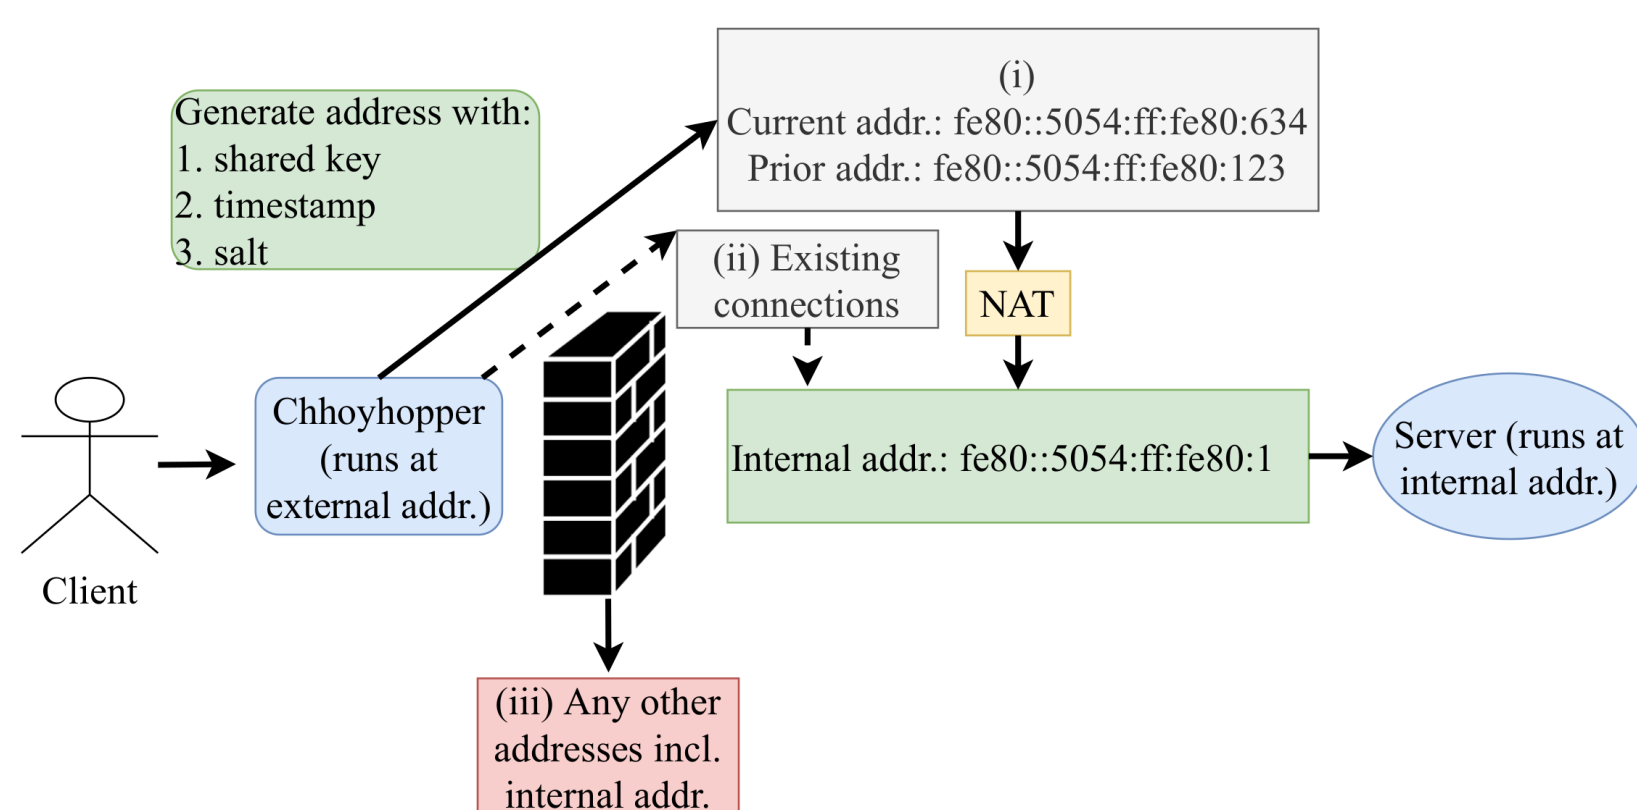 (i)
Current addr.: fe80::5054:ff:fe80:634
Prior addr.: fe80::5054:ff:fe80:123
Generate address with:
1. shared key
2. timestamp
3. salt
(ii) Existing
connections
NAT
Chhoyhopper
(runs at
external addr.)
Internal addr.: fe80::5054:ff:fe80:1
Server (runs at
internal addr.)
Client
(iii) Any other
addresses incl.
internal addr.